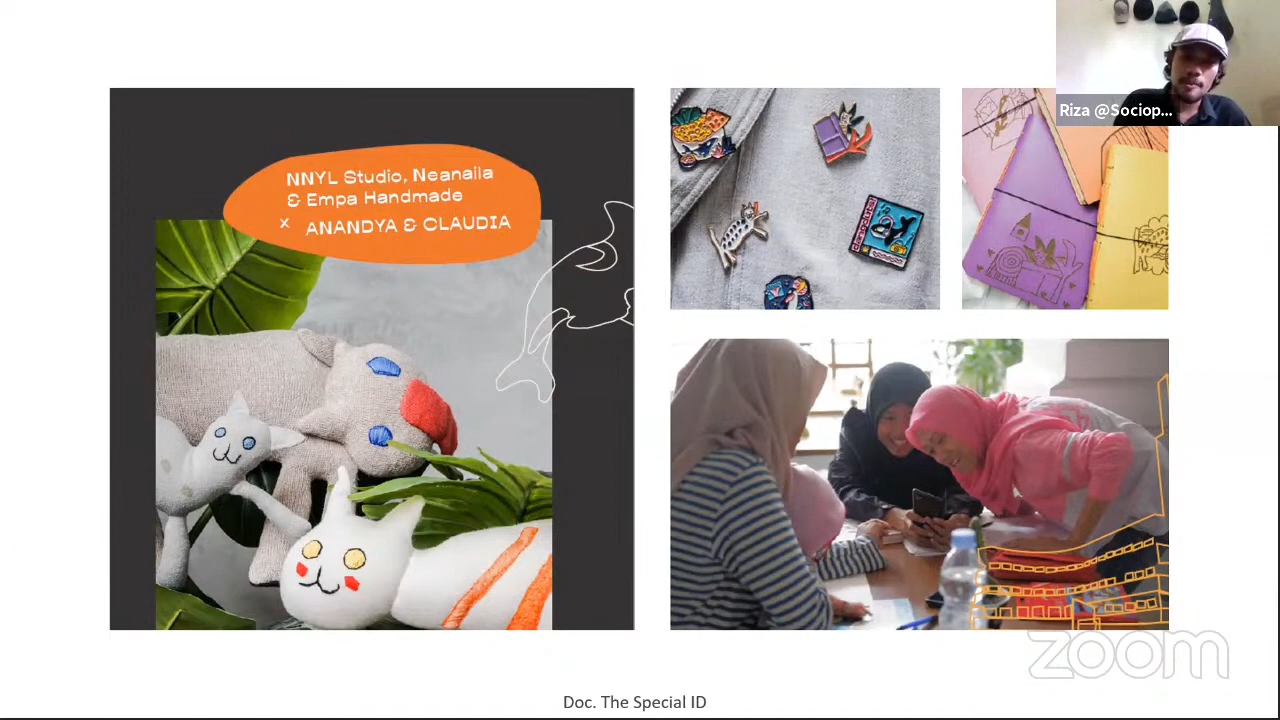 NNYL Studio, Neanaila
& Empa Handmade
x ANANDYA & CLAUDIA
Riza @Sociop...
zoom
Doc. The Special ID